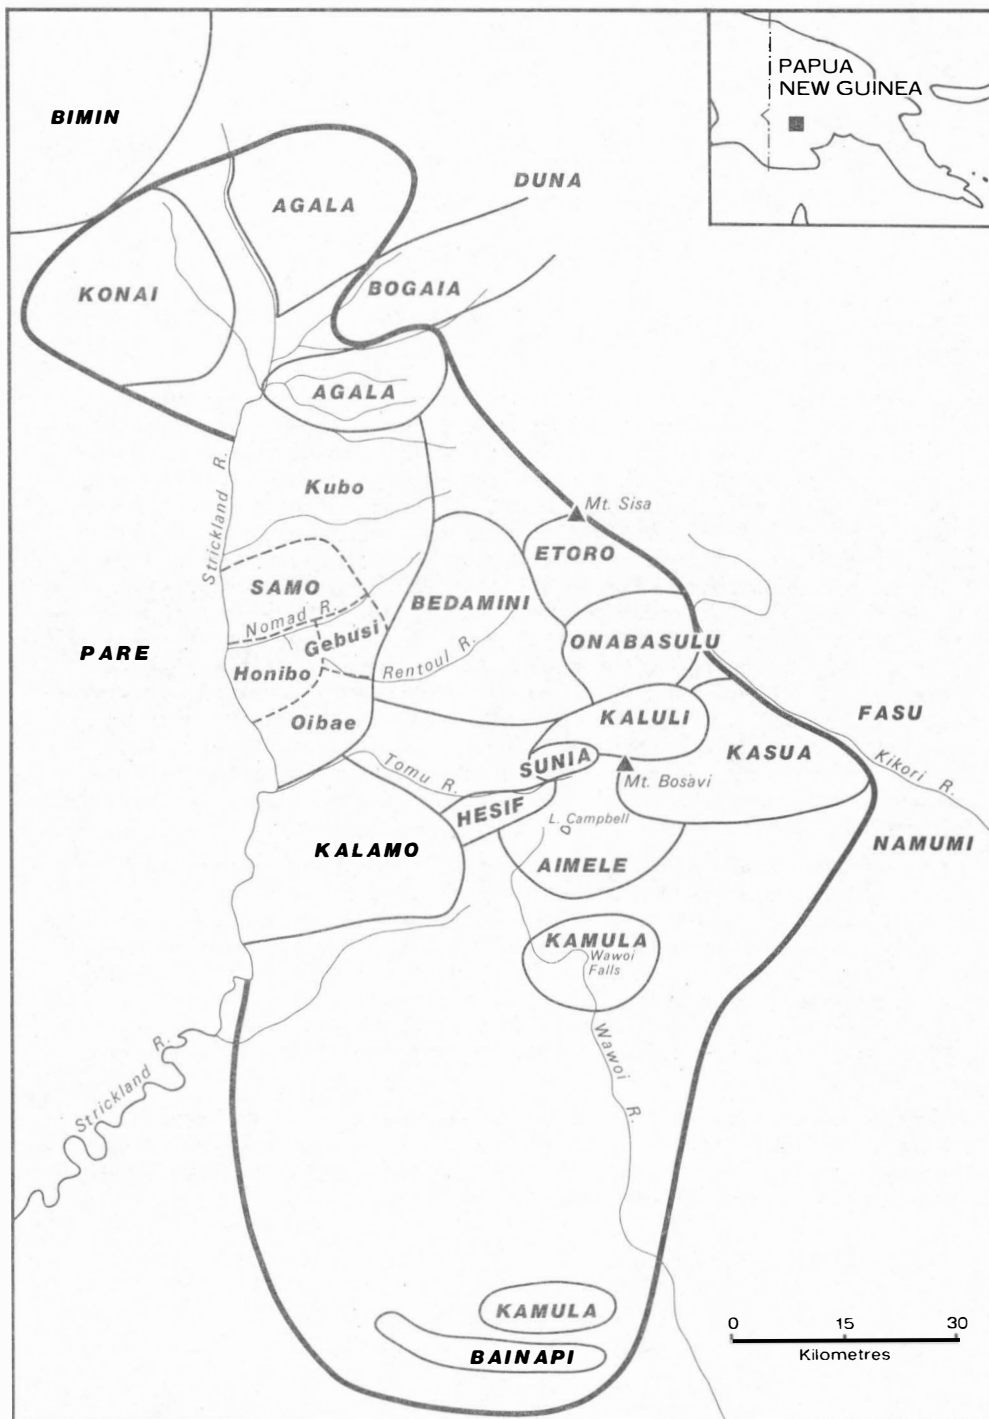 PAPUA
NEW GUINEA
BIMIN
DUNA
AGALA
KONAI
BOGAIA
AGALA
Strickland R.
Kubo
Mt. Sisa
ETORO
SAMO
BEDAMINI
Nomad R.
Gebusi
ONABASULU
PARE
Honibo
Rentoul R.
Oibae
KALULI
FASU
KASUA
SUNIA
Tomu R.
Mt. Bosavi
Kikori R.
HESIF
L. Campbell
KALAMO
AIMELE
NAMUMI
KAMULA
Wawoi
Falls
Strickland R.
Wawoi R.
KAMULA
BAINAPI
0 15 30
Kilometres